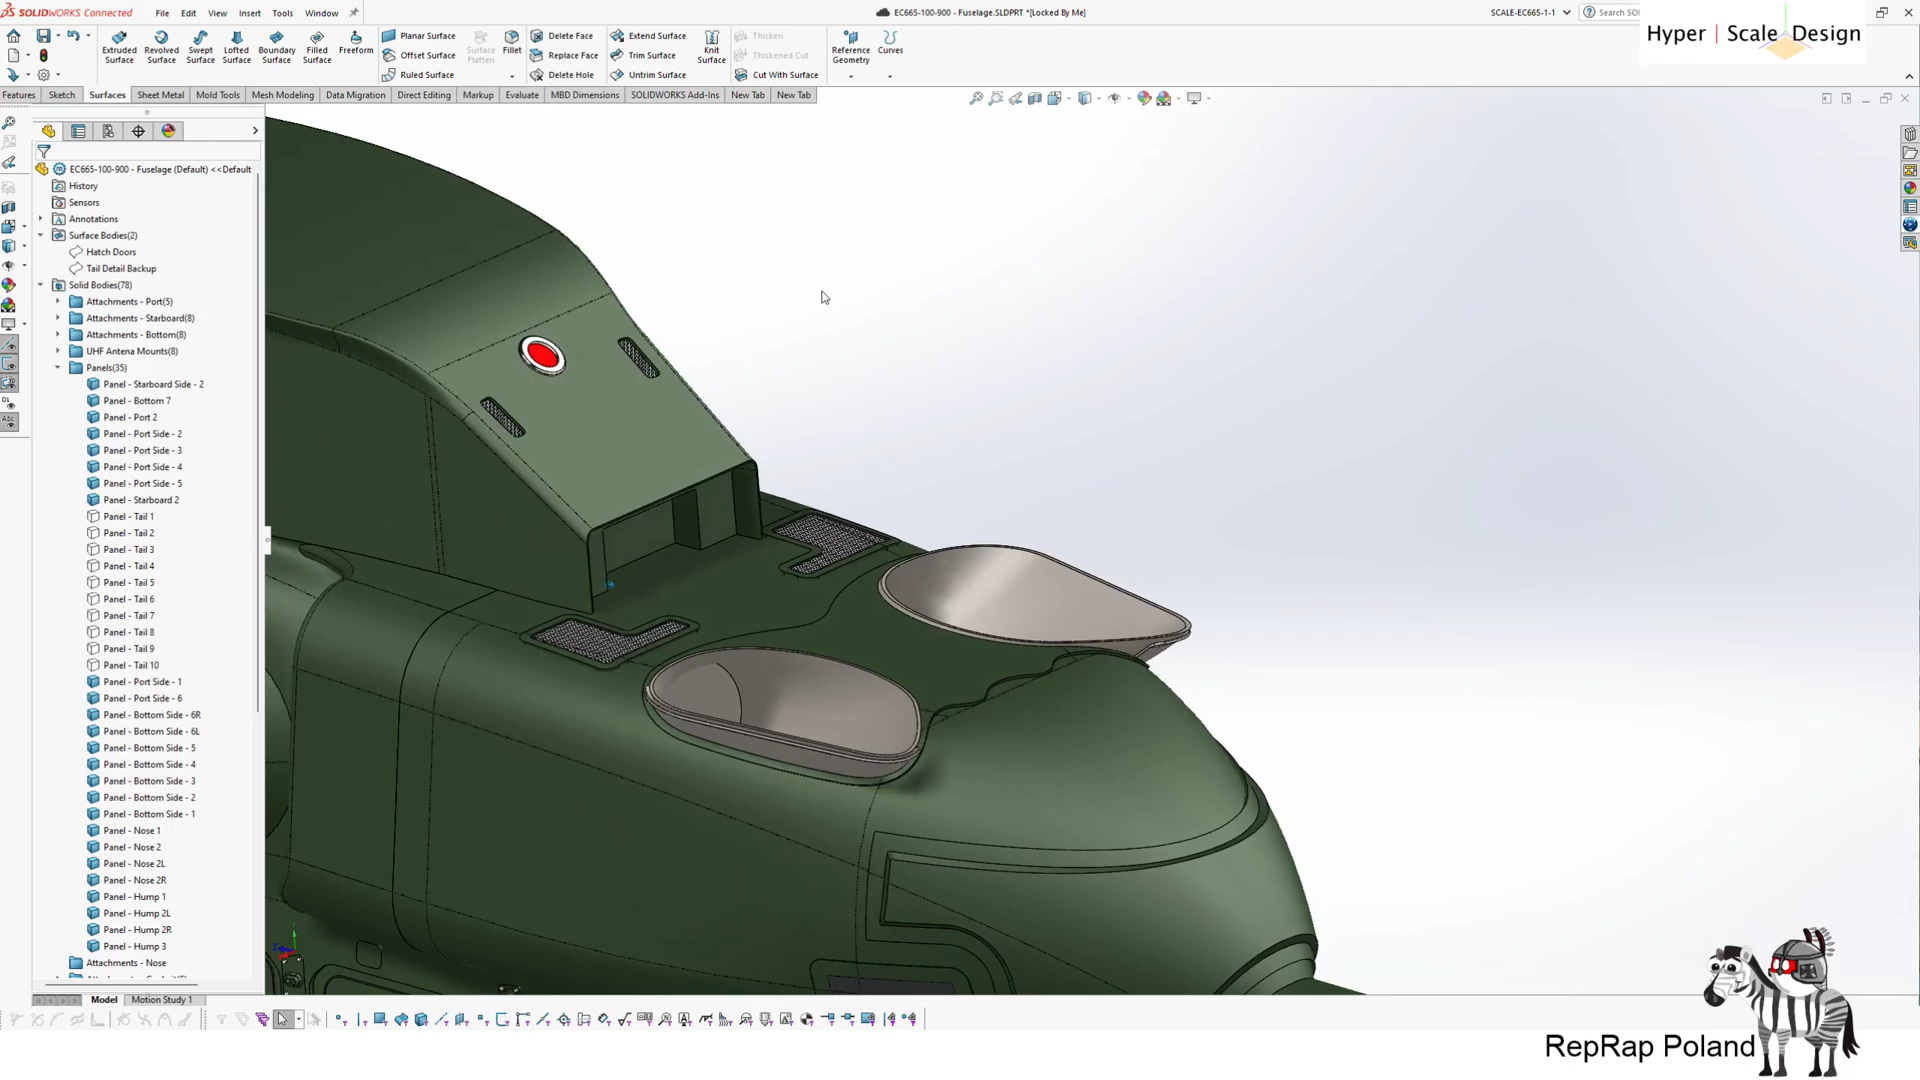 SOLIDWORKS Connected File Edit View Insert Tools Window EC665-100-900 - Fuselage.SLDPRT *[Locked By Me] SCALE-EC665-1-1 Search SOL
Hyper | Scale Design
Extruded Surface Revolved Surface Swept Surface Lofted Surface Boundary Surface Filled Surface Freeform Planar Surface Offset Surface Ruled Surface Surface Flatten Fillet Delete Face Replace Face Delete Hole Extend Surface Trim Surface Untrim Surface Knit Surface Thicken Thickened Cut Cut With Surface Reference Geometry Curves
Features Sketch Surfaces Sheet Metal Mold Tools Mesh Modeling Data Migration Direct Editing Markup Evaluate MBD Dimensions SOLIDWORKS Add-Ins New Tab New Tab
EC665-100-900 - Fuselage (Default) <<Default
History
Sensors
Annotations
Surface Bodies(2)
Hatch Doors
Tail Detail Backup
Solid Bodies(78)
Attachments - Port(5)
Attachments - Starboard(8)
Attachments - Bottom(8)
UHF Antena Mounts(8)
Panels(35)
Panel - Starboard Side - 2
Panel - Bottom 7
Panel - Port 2
Panel - Port Side - 2
Panel - Port Side - 3
Panel - Port Side - 4
Panel - Port Side - 5
Panel - Starboard 2
Panel - Tail 1
Panel - Tail 2
Panel - Tail 3
Panel - Tail 4
Panel - Tail 5
Panel - Tail 6
Panel - Tail 7
Panel - Tail 8
Panel - Tail 9
Panel - Tail 10
Panel - Port Side - 1
Panel - Port Side - 6
Panel - Bottom Side - 6R
Panel - Bottom Side - 6L
Panel - Bottom Side - 5
Panel - Bottom Side - 4
Panel - Bottom Side - 3
Panel - Bottom Side - 2
Panel - Bottom Side - 1
Panel - Nose 1
Panel - Nose 2
Panel - Nose 2L
Panel - Nose 2R
Panel - Hump 1
Panel - Hump 2L
Panel - Hump 2R
Panel - Hump 3
Attachments - Nose
Model Motion Study 1
RepRap Poland